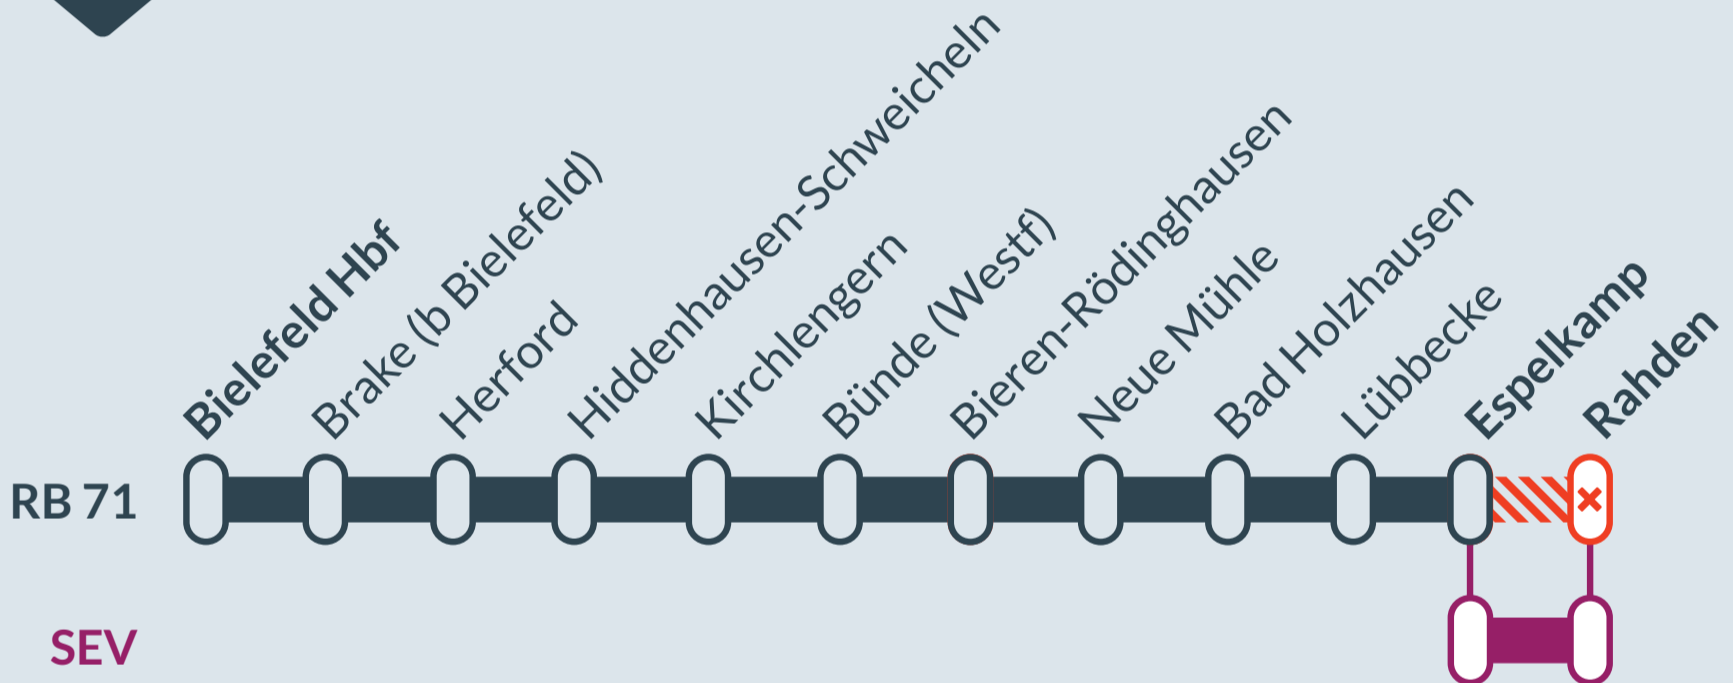 Bielefeld Hbf
Brake (b Bielefeld)
Herford
Hiddenhausen-Schweicheln
Kirchlengern
Bünde (Westf)
Bieren-Rödinghausen
Neue Mühle
Bad Holzhausen
Lübbecke
Espelkamp
Rahden
RB 71
SEV